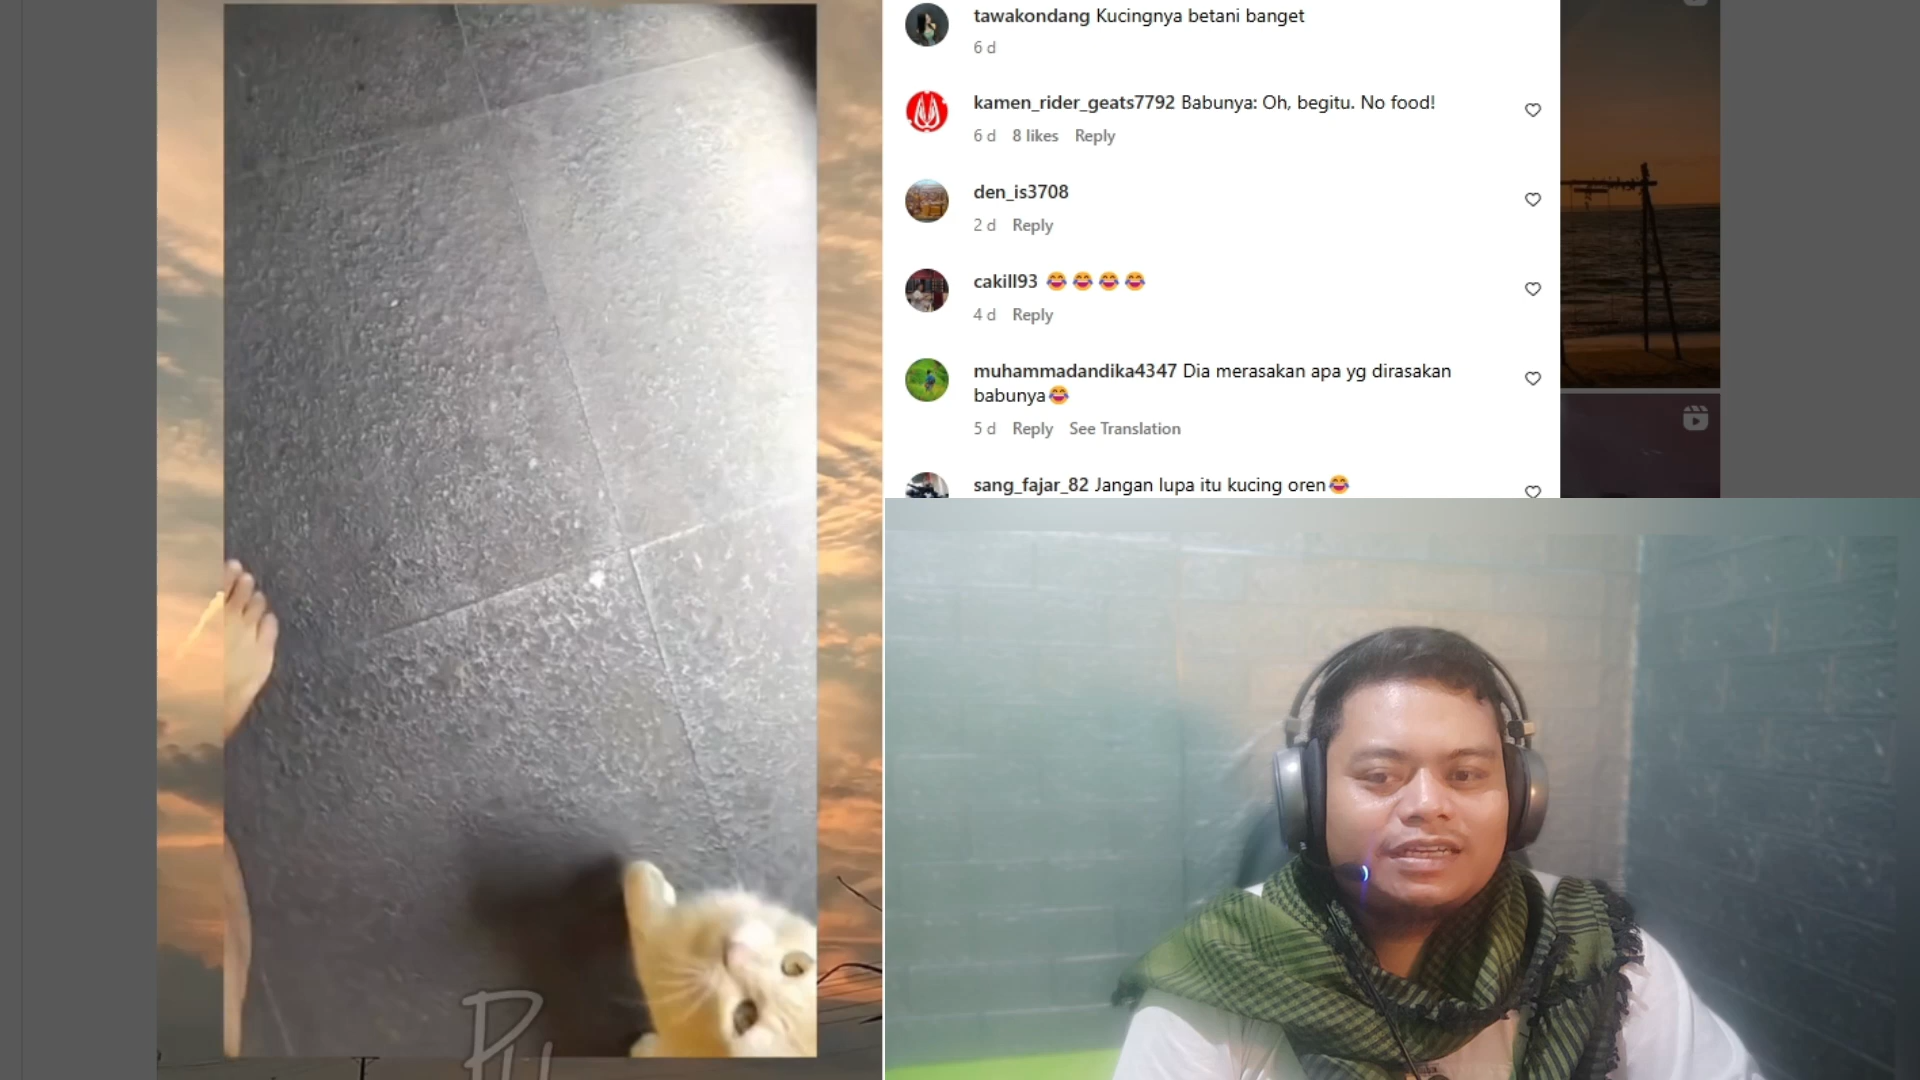 tawakondang Kucingnya betani banget
6 d
kamen_rider_geats7792 Babunya: Oh, begitu. No food!
6 d 8 likes Reply
den_is3708
2 d Reply
cakill93 😂😂😂😂
4 d Reply
muhammadandika4347 Dia merasakan apa yg dirasakan
babunya😂
5 d Reply See Translation
sang_fajar_82 Jangan lupa itu kucing oren😂